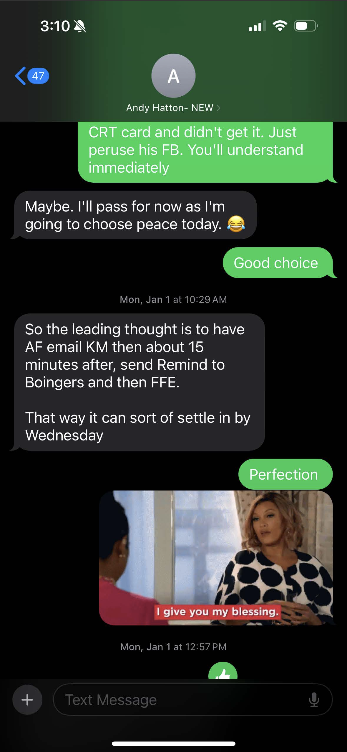 3:10
47
A
Andy Hatton- NEW
CRT card and didn't get it. Just
peruse his FB. You'll understand
immediately
Maybe. I'll pass for now as I'm
going to choose peace today. 😂
Good choice
Mon, Jan 1 at 10:29 AM
So the leading thought is to have
AF email KM then about 15
minutes after, send Remind to
Boingers and then FFE.
That way it can sort of settle in by
Wednesday
Perfection
I give you my blessing.
Mon, Jan 1 at 12:57 PM
Text Message